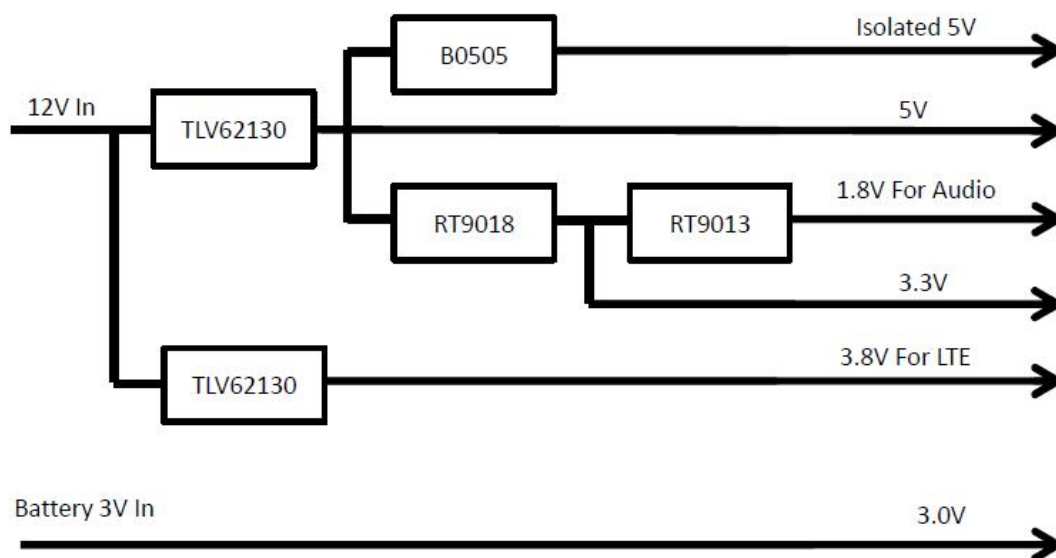 Isolated 5V
B0505
12V In
TLV62130
5V
1.8V For Audio
RT9018
RT9013
3.3V
3.8V For LTE
TLV62130
Battery 3V In
3.0V